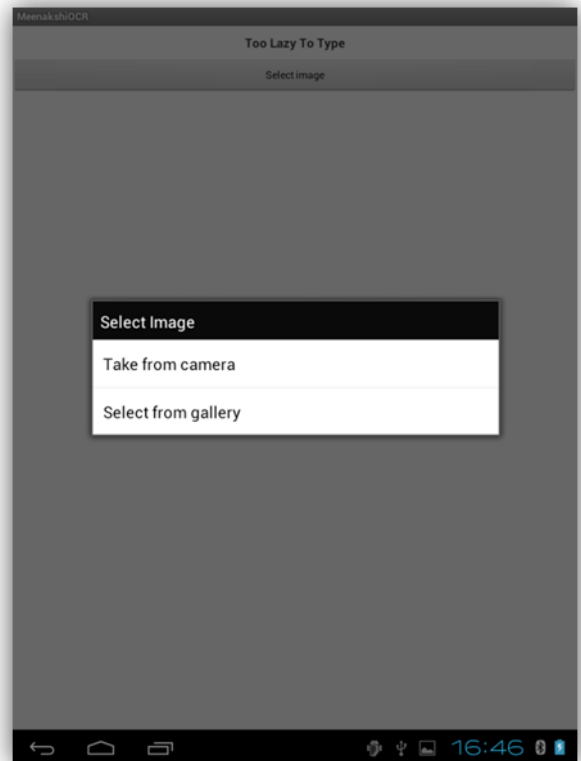 MeenakshiOCR
Too Lazy To Type
Select image
Select Image
Take from camera
Select from gallery
16:46